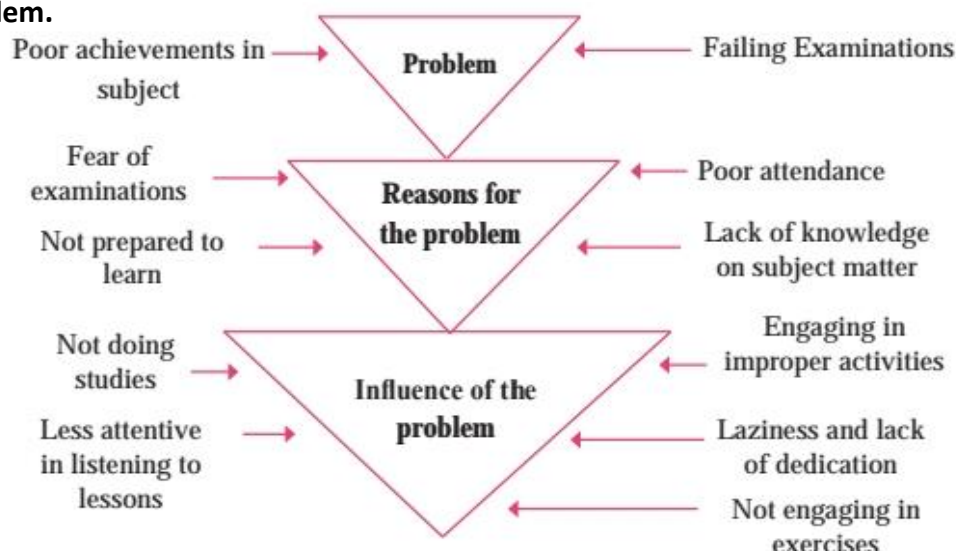 lem.
Poor achievements in
subject
Problem
Failing Examinations
Fear of
examinations
Reasons for
the problem
Poor attendance
Not prepared to
learn
Lack of knowledge
on subject matter
Not doing
studies
Influence of the
problem
Engaging in
improper activities
Less attentive
in listening to
lessons
Laziness and lack
of dedication
Not engaging in
exercises